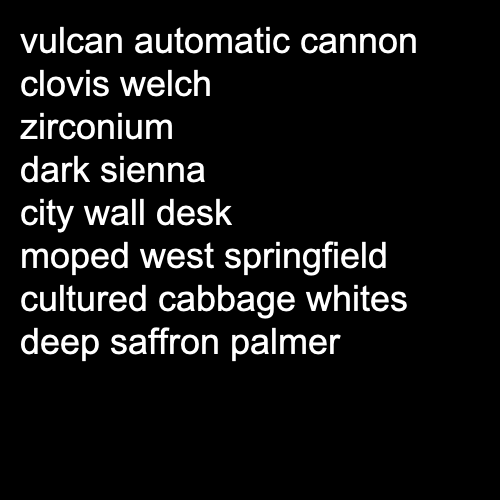 vulcan automatic cannon
clovis welch
zirconium
dark sienna
city wall desk
moped west springfield
cultured cabbage whites
deep saffron palmer